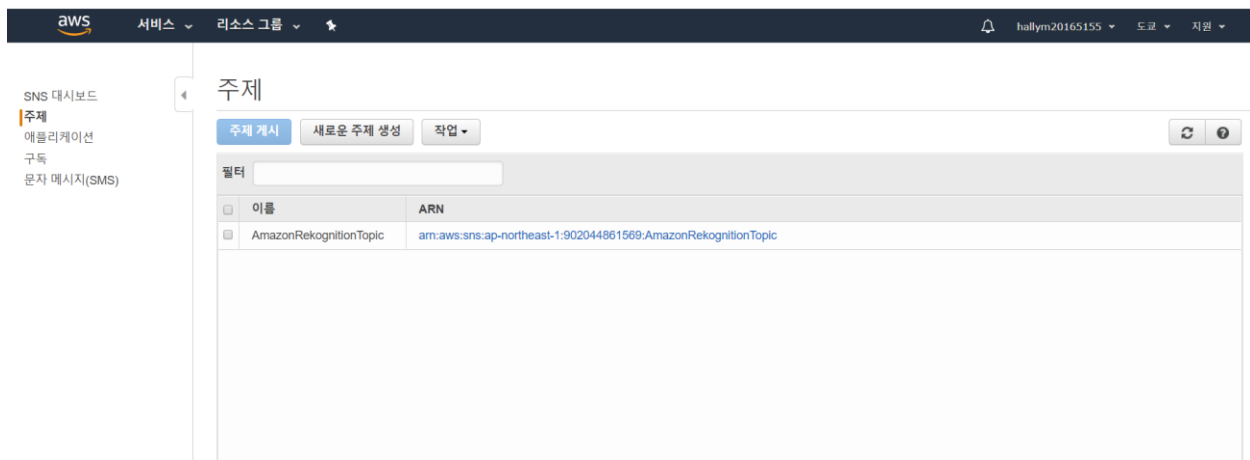 aws 서비스 리소스 그룹 hallym20165155 도쿄 지원
SNS 대시보드
주제
애플리케이션
구독
문자 메시지(SMS)
주제
주제 게시 새로운 주제 생성 작업
필터
이름 ARN
AmazonRekognitionTopic arn:aws:sns:ap-northeast-1:902044861569:AmazonRekognitionTopic